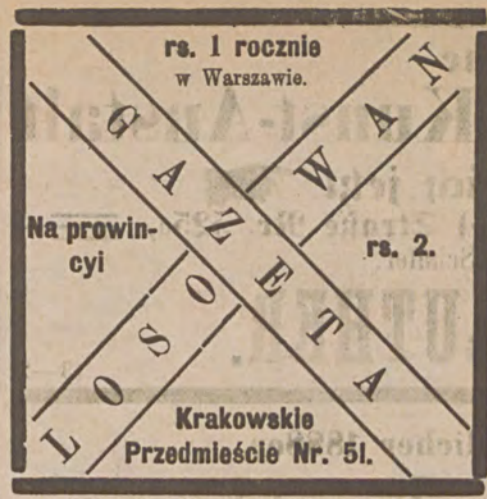 rs. 1 rocznie
w Warszawie.
GAZETA
LOSOWAN
Na prowin-
cyi
rs. 2.
Krakowskie
Przedmieście Nr. 51.